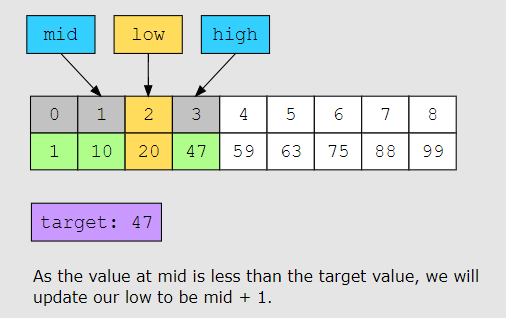 mid low high
0 1 2 3 4 5 6 7 8
1 10 20 47 59 63 75 88 99
target: 47
As the value at mid is less than the target value, we will
update our low to be mid + 1.